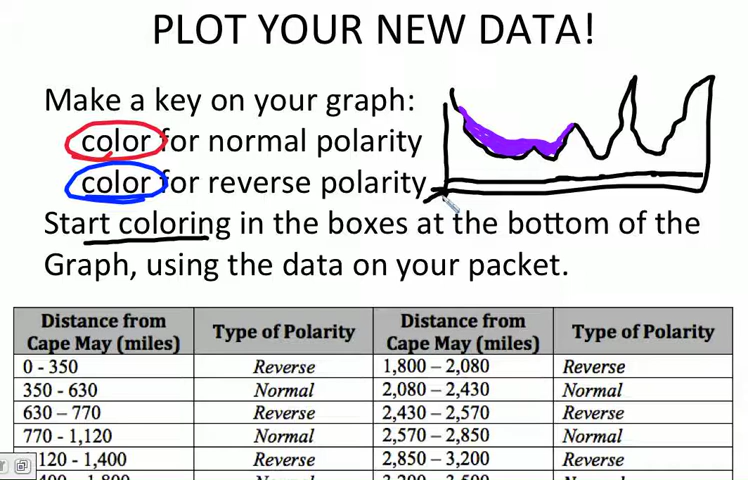 PLOT YOUR NEW DATA!
Make a key on your graph:
color for normal polarity
color for reverse polarity
Start coloring in the boxes at the bottom of the
Graph, using the data on your packet.
Distance from Cape May (miles) Type of Polarity Distance from Cape May (miles) Type of Polarity
0 - 350 Reverse 1,800 – 2,080 Reverse
350 - 630 Normal 2,080 – 2,430 Normal
630 – 770 Reverse 2,430 – 2,570 Reverse
770 - 1,120 Normal 2,570 – 2,850 Normal
120 - 1,400 Reverse 2,850 – 3,200 Reverse